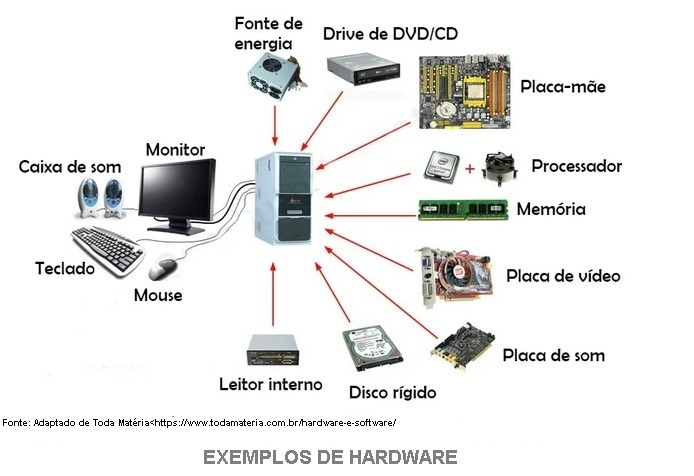 Fonte de
energia
Drive de DVD/CD
Placa-mãe
Monitor
Caixa de som
Processador
+
Memória
Teclado
Mouse
Placa de vídeo
Placa de som
Leitor interno
Disco rígido
Fonte: Adaptado de Toda Matéria<https://www.todamateria.com.br/hardware-e-software/
EXEMPLOS DE HARDWARE